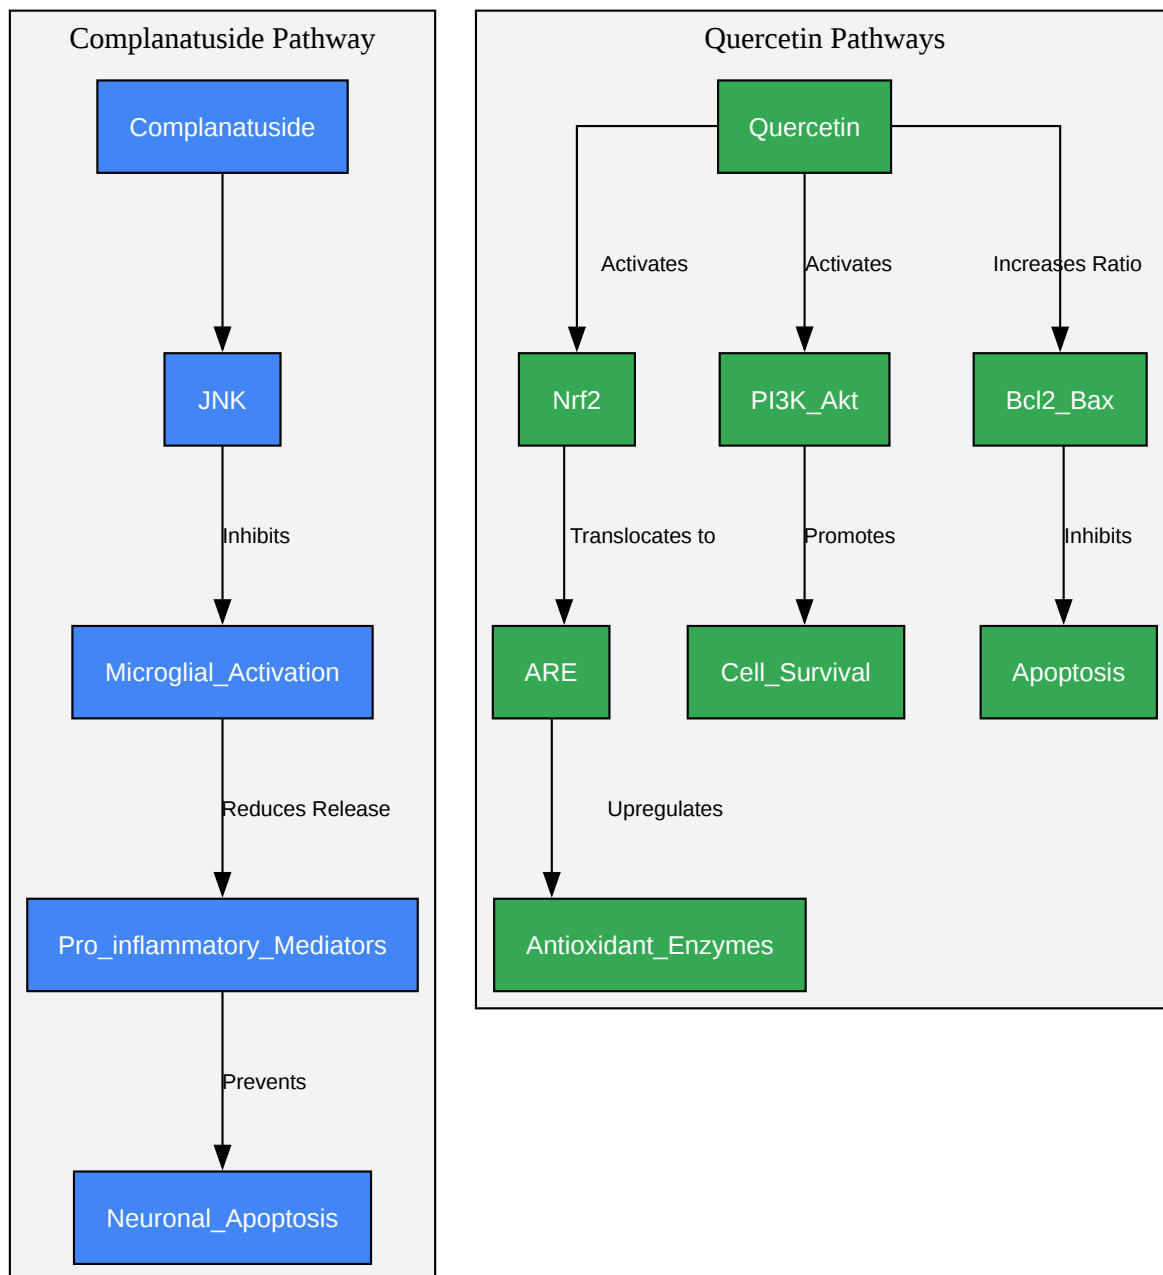 Complanatuside Pathway
Complanatuside
JNK
Inhibits
Microglial_Activation
Reduces Release
Pro_inflammatory_Mediators
Prevents
Neuronal_Apoptosis
Quercetin Pathways
Quercetin
Activates
Activates
Increases Ratio
Nrf2
PI3K_Akt
Bcl2_Bax
Translocates to
Promotes
Inhibits
ARE
Cell_Survival
Apoptosis
Upregulates
Antioxidant_Enzymes